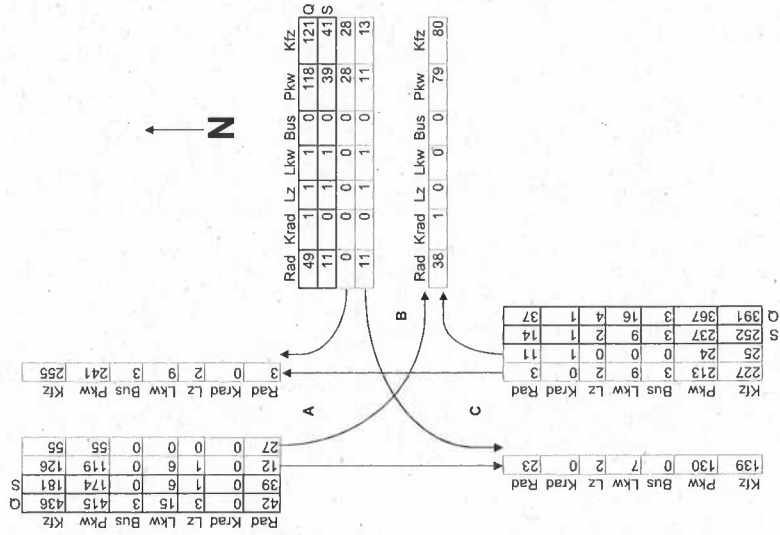 N
Rad Krad Lz Lkw Bus Pkw Kfz
49 1 1 1 0 118 121 Q
11 0 1 1 0 39 41 S
0 0 0 0 0 28 28
11 0 1 1 0 11 13
Rad Krad Lz Lkw Bus Pkw Kfz
38 1 0 0 0 79 80
Rad Krad Lz Lkw Bus Pkw Kfz
3 0 2 9 3 241 255
Rad Krad Lz Lkw Bus Pkw Kfz
42 0 3 15 3 415 436 Q
39 0 1 6 0 174 181 S
12 0 1 6 0 119 126
27 0 0 0 0 55 55
A
B
C
Rad Krad Lz Lkw Bus Pkw Kfz
3 0 2 9 3 213 227
11 1 0 0 0 24 25
14 1 2 9 3 237 252 S
37 1 4 16 3 367 391 Q
Rad Krad Lz Lkw Bus Pkw Kfz
23 0 2 7 0 130 139